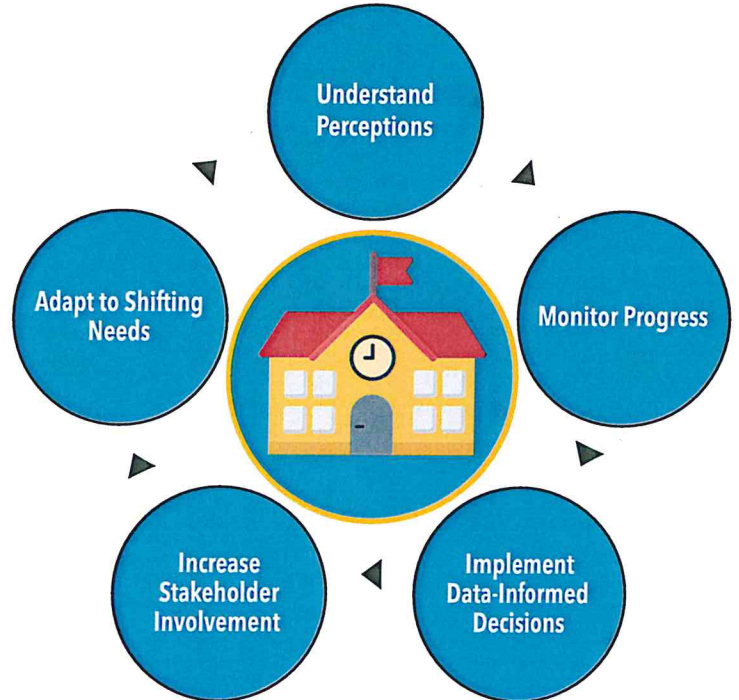 Understand
Perceptions
Monitor Progress
Implement
Data-Informed
Decisions
Increase
Stakeholder
Involvement
Adapt to Shifting
Needs